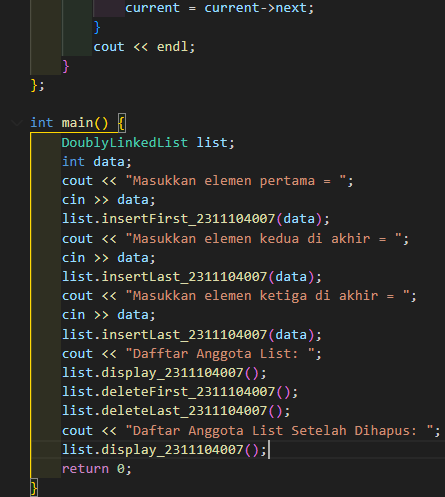 current = current->next;
}
cout << endl;
}
};
int main() {
DoublyLinkedList list;
int data;
cout << "Masukkan elemen pertama = ";
cin >> data;
list.insertFirst_2311104007(data);
cout << "Masukkan elemen kedua di akhir = ";
cin >> data;
list.insertLast_2311104007(data);
cout << "Masukkan elemen ketiga di akhir = ";
cin >> data;
list.insertLast_2311104007(data);
cout << "Dafftar Anggota List: ";
list.display_2311104007();
list.deleteFirst_2311104007();
list.deleteLast_2311104007();
cout << "Daftar Anggota List Setelah Dihapus: ";
list.display_2311104007();
return 0;
}